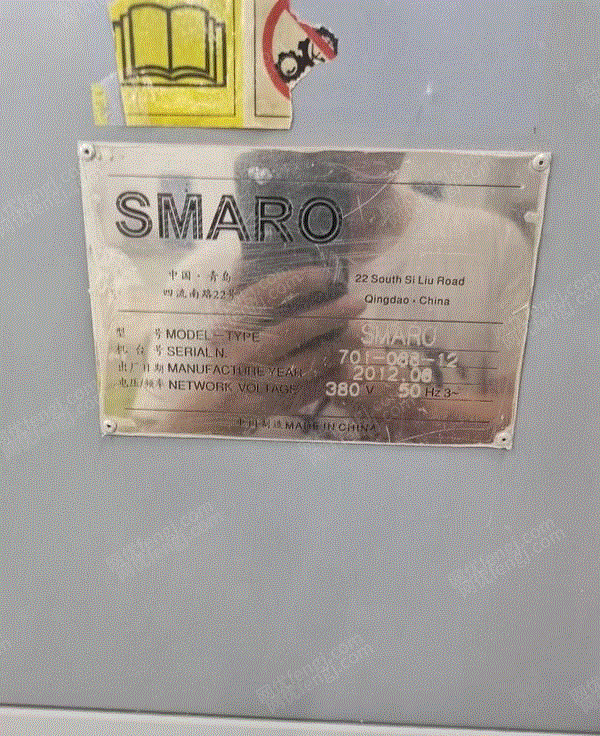 SMARO
中国·青岛
四流南路22号
22 South Si Liu Road
Qingdao·China
型 号 MODEL-TYPE SMARO
机 台 号 SERIAL N. 701-088-12
出厂日期 MANUFACTURE YEAR 2012.08
电压/频率 NETWORK VOLTAGE 380 V 50 Hz 3~
中国制造 MADE IN CHINA